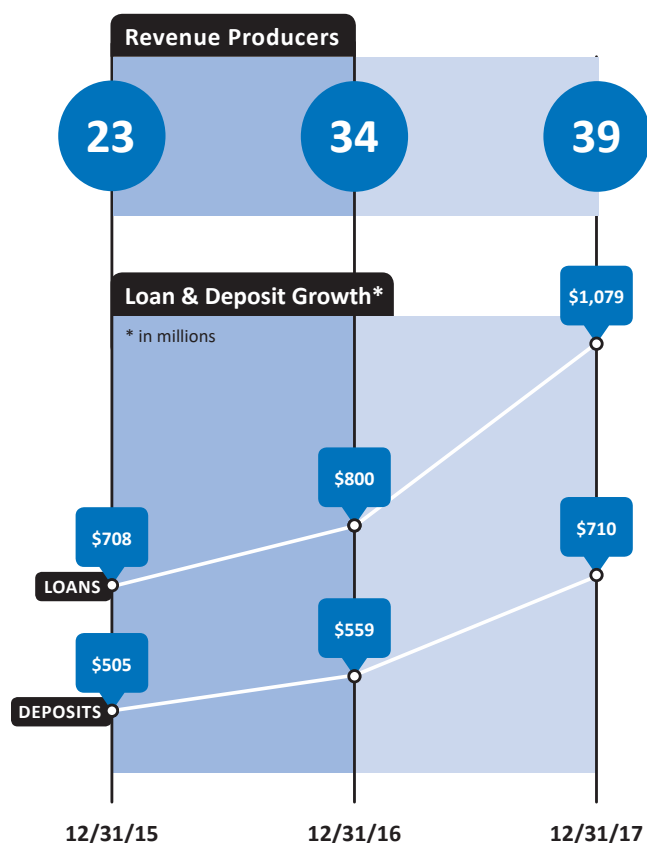 Revenue Producers
23 34 39
Loan & Deposit Growth*
* in millions
$1,079
$800
$710
$708
LOANS
$559
$505
DEPOSITS
12/31/15 12/31/16 12/31/17